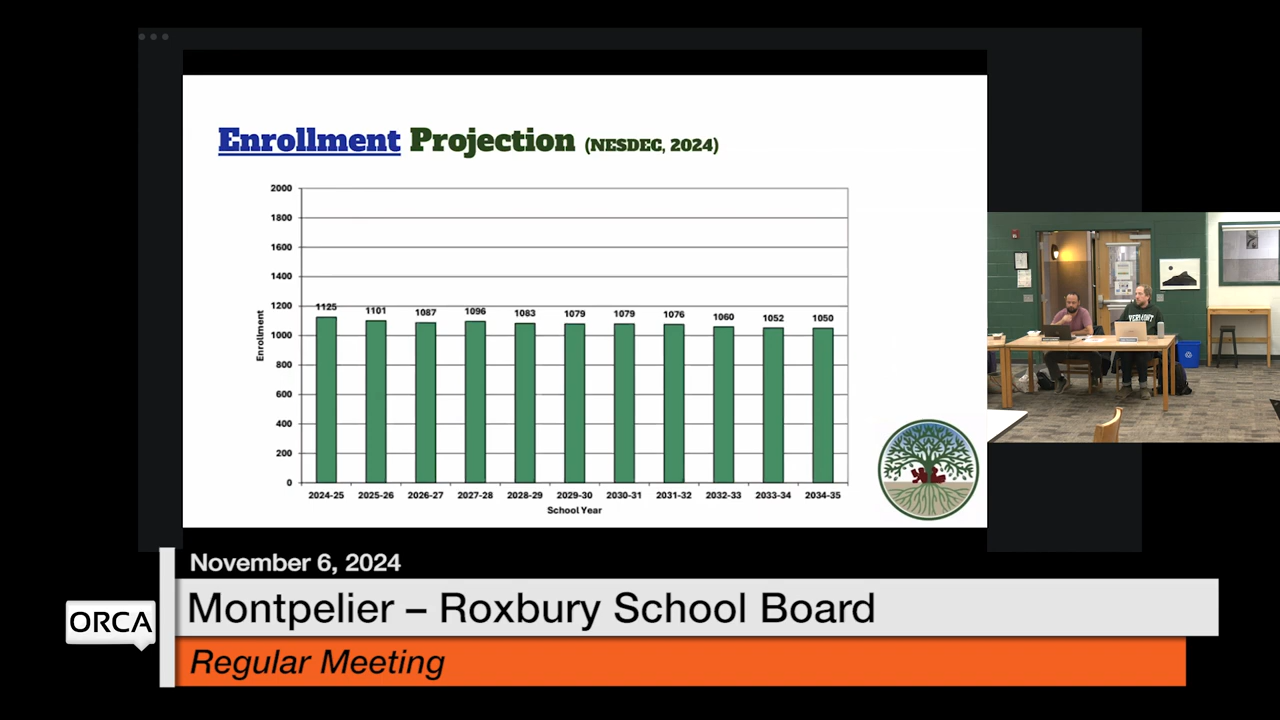 Enrollment Projection (NESDEC, 2024)
2000
1800
1600
1400
1200
1000
800
600
400
200
0
Enrollment
1125 1101 1087 1096 1083 1079 1079 1076 1060 1052 1050
2024-25 2025-26 2026-27 2027-28 2028-29 2029-30 2030-31 2031-32 2032-33 2033-34 2034-35
School Year
VERMONT
November 6, 2024
Montpelier – Roxbury School Board
ORCA
Regular Meeting